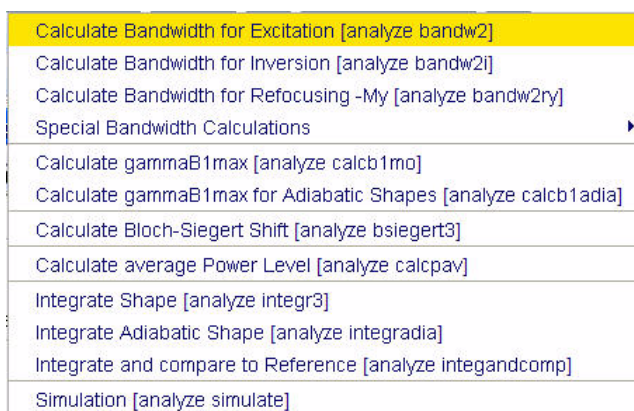 Calculate Bandwidth for Excitation [analyze bandw2]
Calculate Bandwidth for Inversion [analyze bandw2i]
Calculate Bandwidth for Refocusing -My [analyze bandw2ry]
Special Bandwidth Calculations
Calculate gammaB1max [analyze calcb1mo]
Calculate gammaB1max for Adiabatic Shapes [analyze calcb1adia]
Calculate Bloch-Siegert Shift [analyze bsiegert3]
Calculate average Power Level [analyze calcpav]
Integrate Shape [analyze integr3]
Integrate Adiabatic Shape [analyze integradia]
Integrate and compare to Reference [analyze integandcomp]
Simulation [analyze simulate]